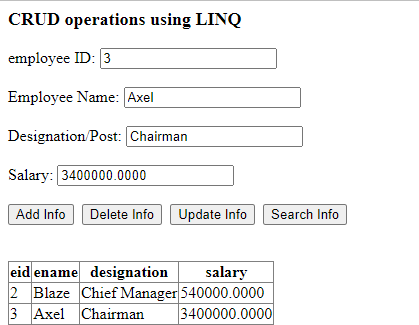 CRUD operations using LINQ
employee ID: 3
Employee Name: Axel
Designation/Post: Chairman
Salary: 3400000.0000
Add Info Delete Info Update Info Search Info
eid ename designation salary
2 Blaze Chief Manager 540000.0000
3 Axel Chairman 3400000.0000